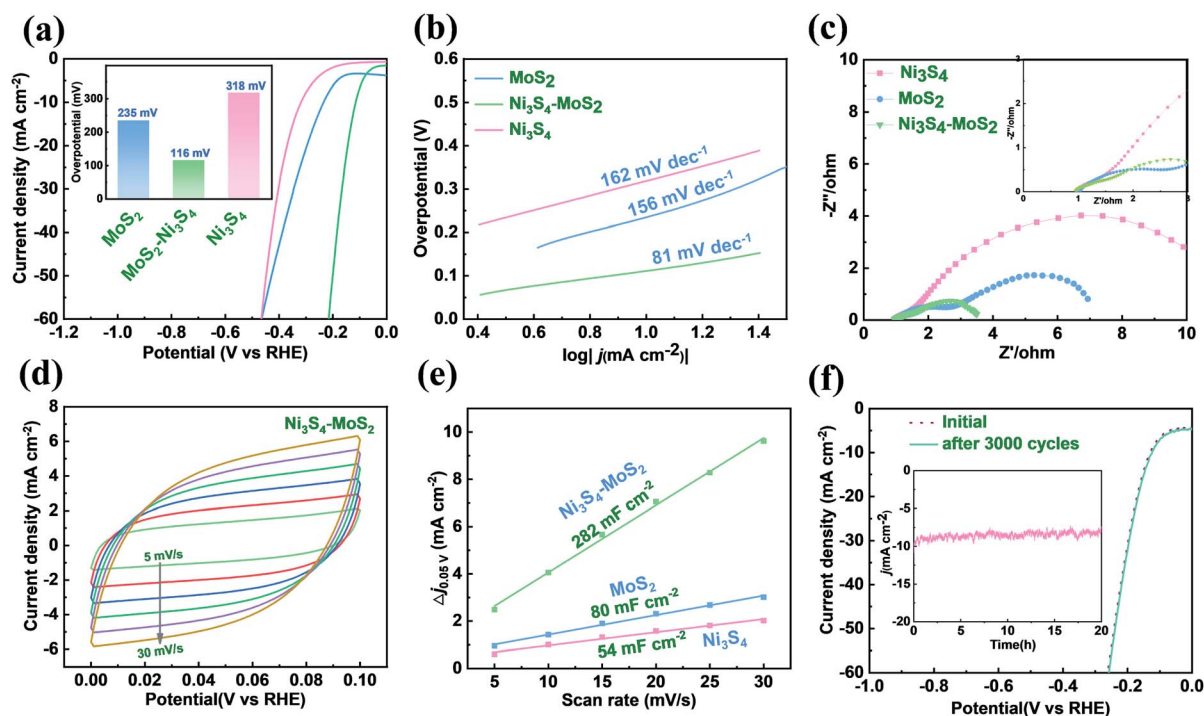 (a)
0
-10
-20
-30
-40
-50
-60
Current density (mA cm⁻²)
-1.2
-1.0
-0.8
-0.6
-0.4
-0.2
0.0
Potential (V vs RHE)
Overpotential (mV)
300
200
100
0
235 mV
116 mV
318 mV
MoS₂
MoS₂-Ni₃S₄
Ni₃S₄
(b)
0.6
0.5
0.4
0.3
0.2
0.1
0.0
Overpotential (V)
MoS₂
Ni₃S₄-MoS₂
Ni₃S₄
162 mV dec⁻¹
156 mV dec⁻¹
81 mV dec⁻¹
0.4
0.6
0.8
1.0
1.2
1.4
log| j(mA cm⁻²)|
(c)
10
8
6
4
2
0
-Z''/ohm
Ni₃S₄
MoS₂
Ni₃S₄-MoS₂
3
2
1
0
-Z''/ohm
0
1
2
3
Z'/ohm
0
2
4
6
8
10
Z'/ohm
(d)
8
6
4
2
0
-2
-4
-6
Current density (mA cm⁻²)
Ni₃S₄-MoS₂
5 mV/s
30 mV/s
0.00
0.02
0.04
0.06
0.08
0.10
Potential(V vs RHE)
(e)
12
10
8
6
4
2
0
△j₀.₀₅ ᵥ (mA cm⁻²)
Ni₃S₄-MoS₂
282 mF cm⁻²
MoS₂
80 mF cm⁻²
54 mF cm⁻²
Ni₃S₄
5
10
15
20
25
30
Scan rate (mV/s)
(f)
0
-10
-20
-30
-40
-50
-60
Current density (mA cm⁻²)
Initial
after 3000 cycles
0
-5
-10
-15
-20
j(mA cm⁻²)
0
5
10
15
20
Time(h)
-1.0
-0.8
-0.6
-0.4
-0.2
0.0
Potential(V vs RHE)